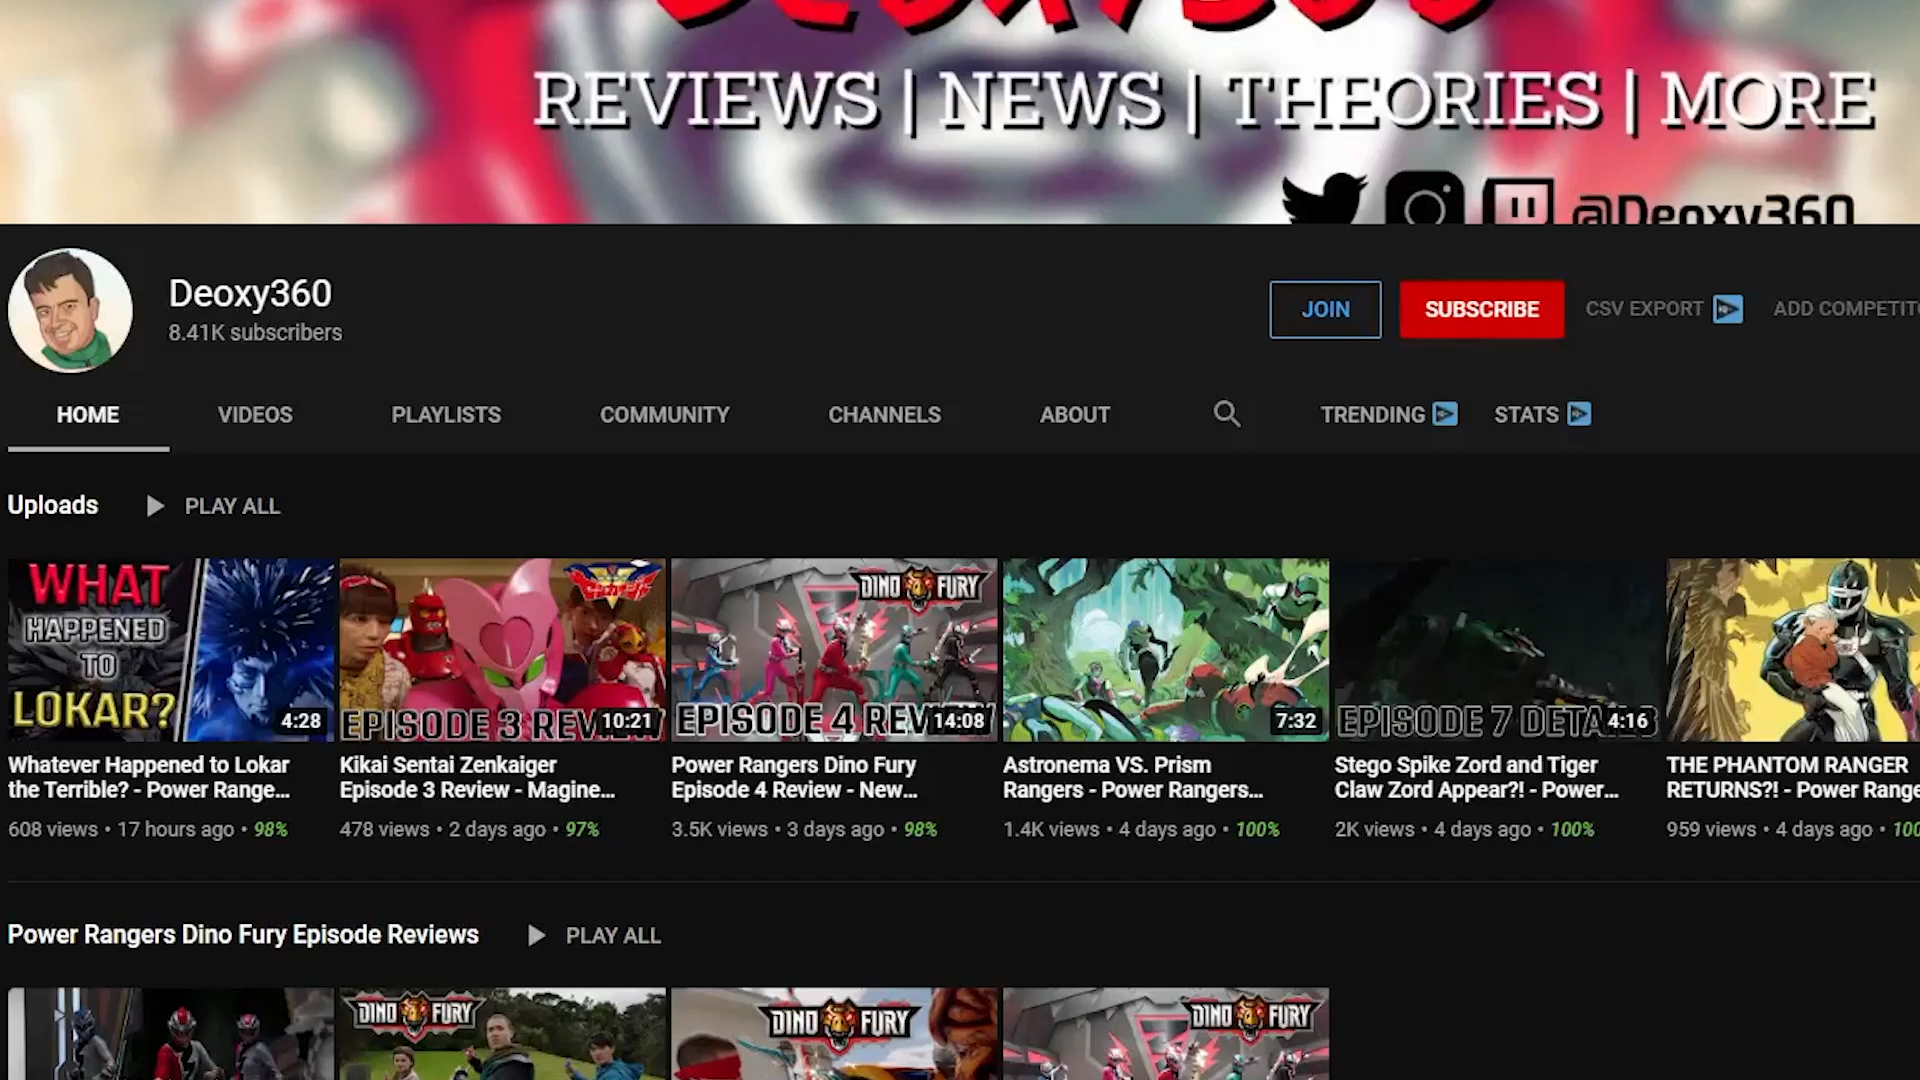 REVIEWS | NEWS | THEORIES | MORE
@Deoxy360
Deoxy360
8.41K subscribers
JOIN
SUBSCRIBE
CSV EXPORT
ADD
HOME
VIDEOS
PLAYLISTS
COMMUNITY
CHANNELS
ABOUT
TRENDING
STATS
Uploads
PLAY ALL
WHAT
HAPPENED
TO
LOKAR?
4:28
EPISODE 3
10:21
DINO FURY
EPISODE 4
14:08
7:32
EPISODE 7
4:16
Whatever Happened to Lokar
the Terrible? - Power Range...
608 views • 17 hours ago • 98%
Kikai Sentai Zenkaiger
Episode 3 Review - Magine...
478 views • 2 days ago • 97%
Power Rangers Dino Fury
Episode 4 Review - New...
3.5K views • 3 days ago • 98%
Astronema VS. Prism
Rangers - Power Rangers...
1.4K views • 4 days ago • 100%
Stego Spike Zord and Tiger
Claw Zord Appear?! - Power...
2K views • 4 days ago • 100%
THE PHANTOM RANGER
RETURNS?! - Power Range
959 views • 4 days ago • 100
Power Rangers Dino Fury Episode Reviews
PLAY ALL
DINO FURY
DINO FURY
DINO FURY